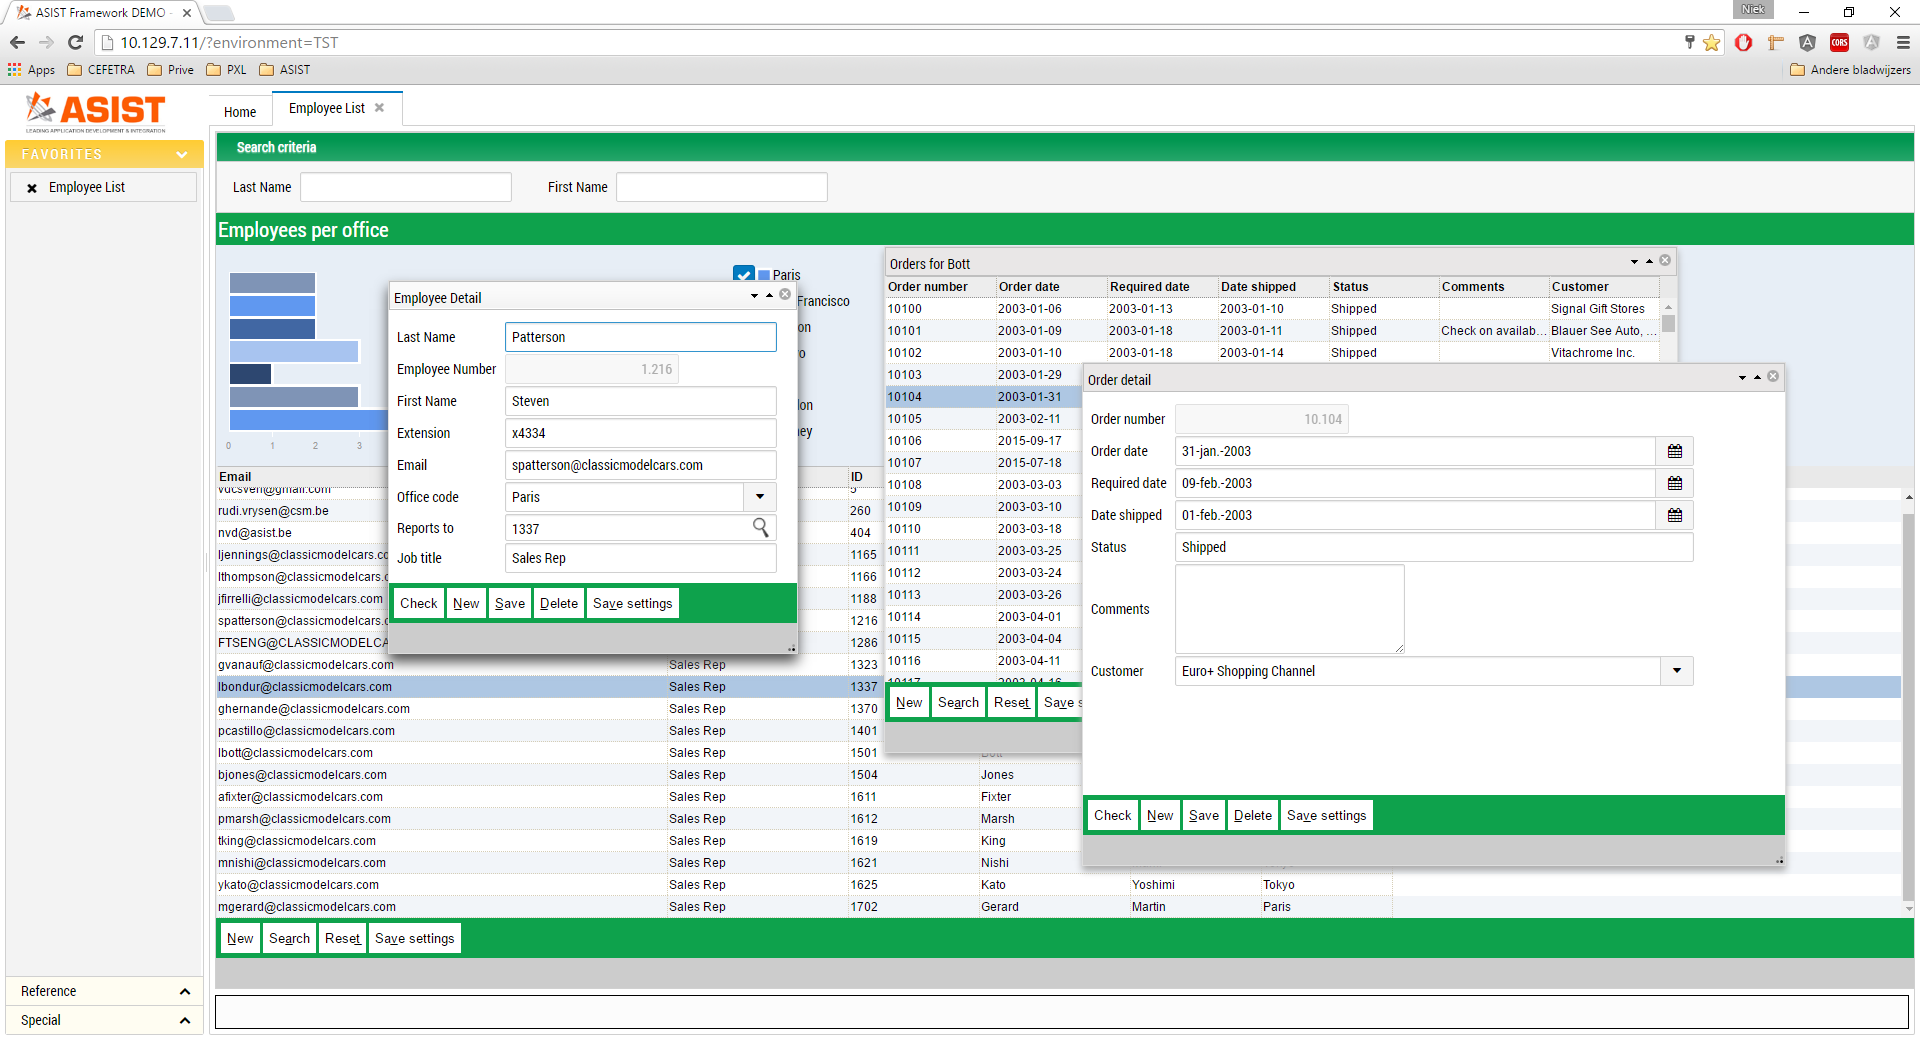 ASIST Framework DEMO -
Niek
10.129.7.11/?environment=TST
Apps CEFETRA Prive PXL ASIST Andere bladwijzers
ASIST
LEADING APPLICATION DEVELOPMENT & INTEGRATION
Home Employee List
FAVORITES
Employee List
Search criteria
Last Name First Name
Employees per office
Paris
Francisco
on
o
don
ney
0 1 2 3
Employee Detail
Last Name Patterson
Employee Number 1.216
First Name Steven
Extension x4334
Email spatterson@classicmodelcars.com
Office code Paris
Reports to 1337
Job title Sales Rep
Check New Save Delete Save settings
Orders for Bott
Order number Order date Required date Date shipped Status Comments Customer
10100 2003-01-06 2003-01-13 2003-01-10 Shipped Signal Gift Stores
10101 2003-01-09 2003-01-18 2003-01-11 Shipped Check on availab... Blauer See Auto, ...
10102 2003-01-10 2003-01-18 2003-01-14 Shipped Vitachrome Inc.
10103 2003-01-29
10104 2003-01-31
10105 2003-02-11
10106 2015-09-17
10107 2015-07-18
10108 2003-03-03
10109 2003-03-10
10110 2003-03-18
10111 2003-03-25
10112 2003-03-24
10113 2003-03-26
10114 2003-04-01
10115 2003-04-04
10116 2003-04-11
10117 2003-04-16
New Search Reset Save s
Order detail
Order number 10.104
Order date 31-jan.-2003
Required date 09-feb.-2003
Date shipped 01-feb.-2003
Status Shipped
Comments
Customer Euro+ Shopping Channel
Check New Save Delete Save settings
Email ID
vdcsven@gmail.com 5
rudi.vrysen@csm.be 260
nvd@asist.be 404
ljennings@classicmodelcars.co 1165
lthompson@classicmodelcars.c 1166
jfirrelli@classicmodelcars.com 1188
spatterson@classicmodelcars.c 1216
FTSENG@CLASSICMODELCA 1286
gvanauf@classicmodelcars.com Sales Rep 1323
lbondur@classicmodelcars.com Sales Rep 1337
ghernande@classicmodelcars.com Sales Rep 1370
pcastillo@classicmodelcars.com Sales Rep 1401
lbott@classicmodelcars.com Sales Rep 1501 Bott
bjones@classicmodelcars.com Sales Rep 1504 Jones
afixter@classicmodelcars.com Sales Rep 1611 Fixter
pmarsh@classicmodelcars.com Sales Rep 1612 Marsh
tking@classicmodelcars.com Sales Rep 1619 King
mnishi@classicmodelcars.com Sales Rep 1621 Nishi
ykato@classicmodelcars.com Sales Rep 1625 Kato Yoshimi Tokyo
mgerard@classicmodelcars.com Sales Rep 1702 Gerard Martin Paris
New Search Reset Save settings
Reference
Special